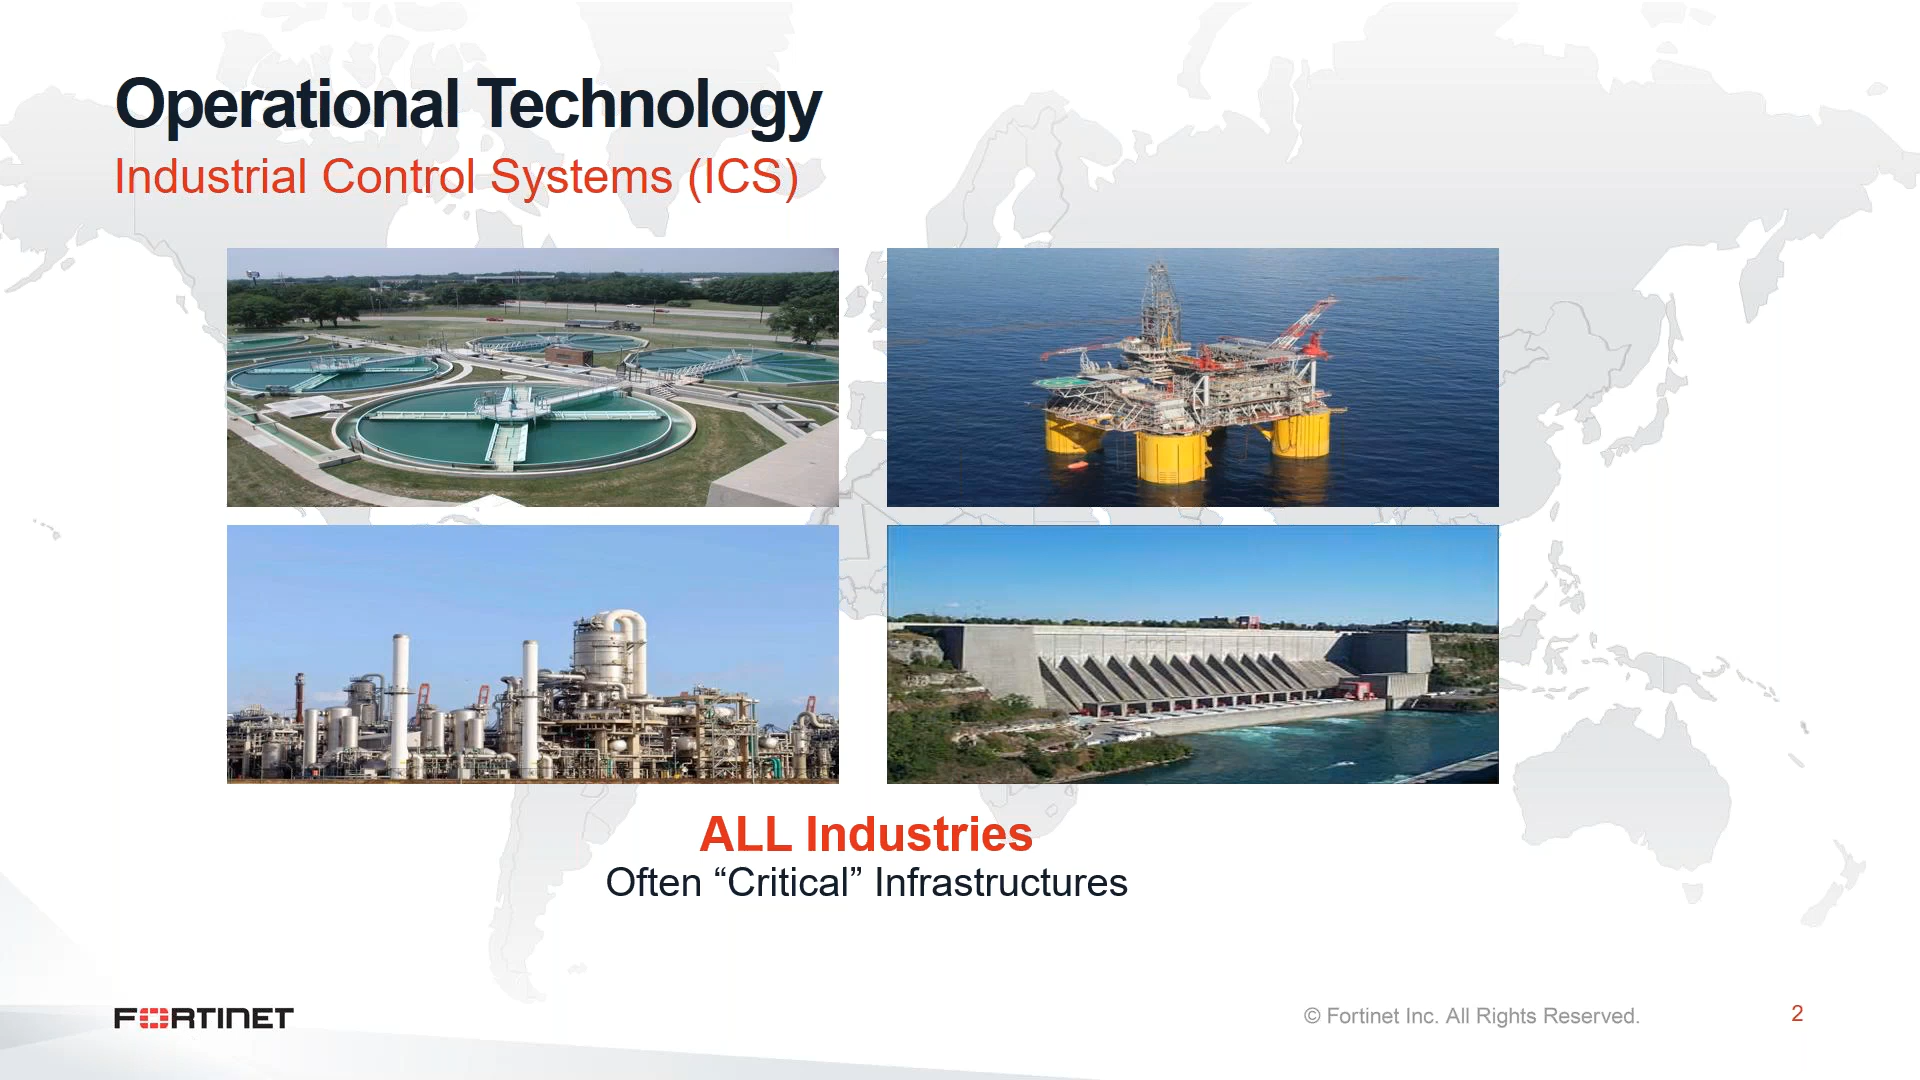 Operational Technology
Industrial Control Systems (ICS)
ALL Industries
Often “Critical” Infrastructures
FORTINET
© Fortinet Inc. All Rights Reserved.
2